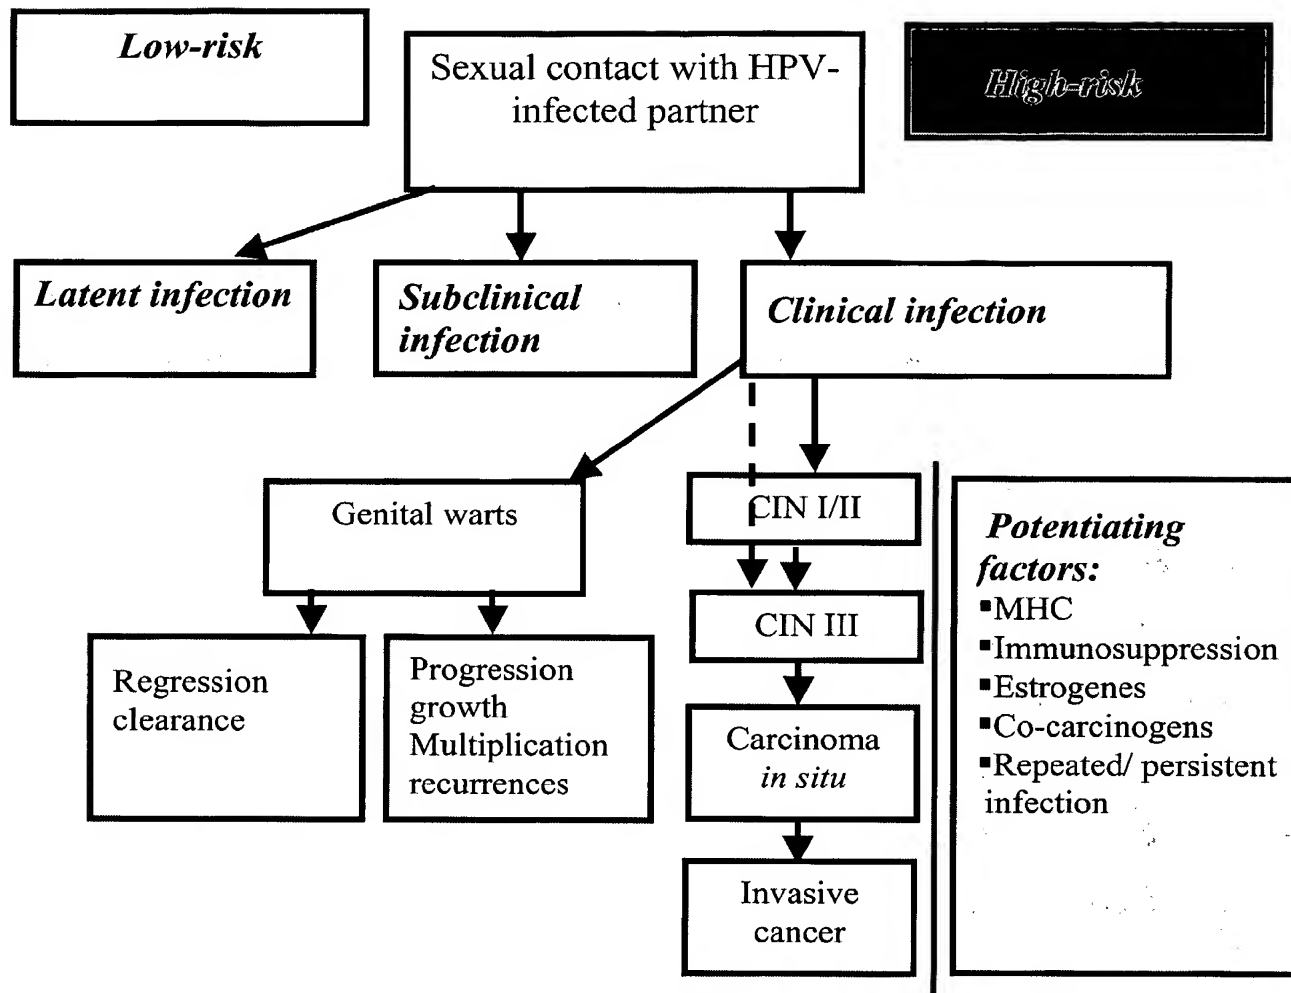 Low-risk
Sexual contact with HPV-
infected partner
High-risk
Latent infection
Subclinical
infection
Clinical infection
Genital warts
CIN I/II
CIN III
Regression
clearance
Progression
growth
Multiplication
recurrences
Carcinoma
in situ
Invasive
cancer
Potentiating
factors:
▪MHC
▪Immunosuppression
▪Estrogenes
▪Co-carcinogens
▪Repeated/ persistent
infection